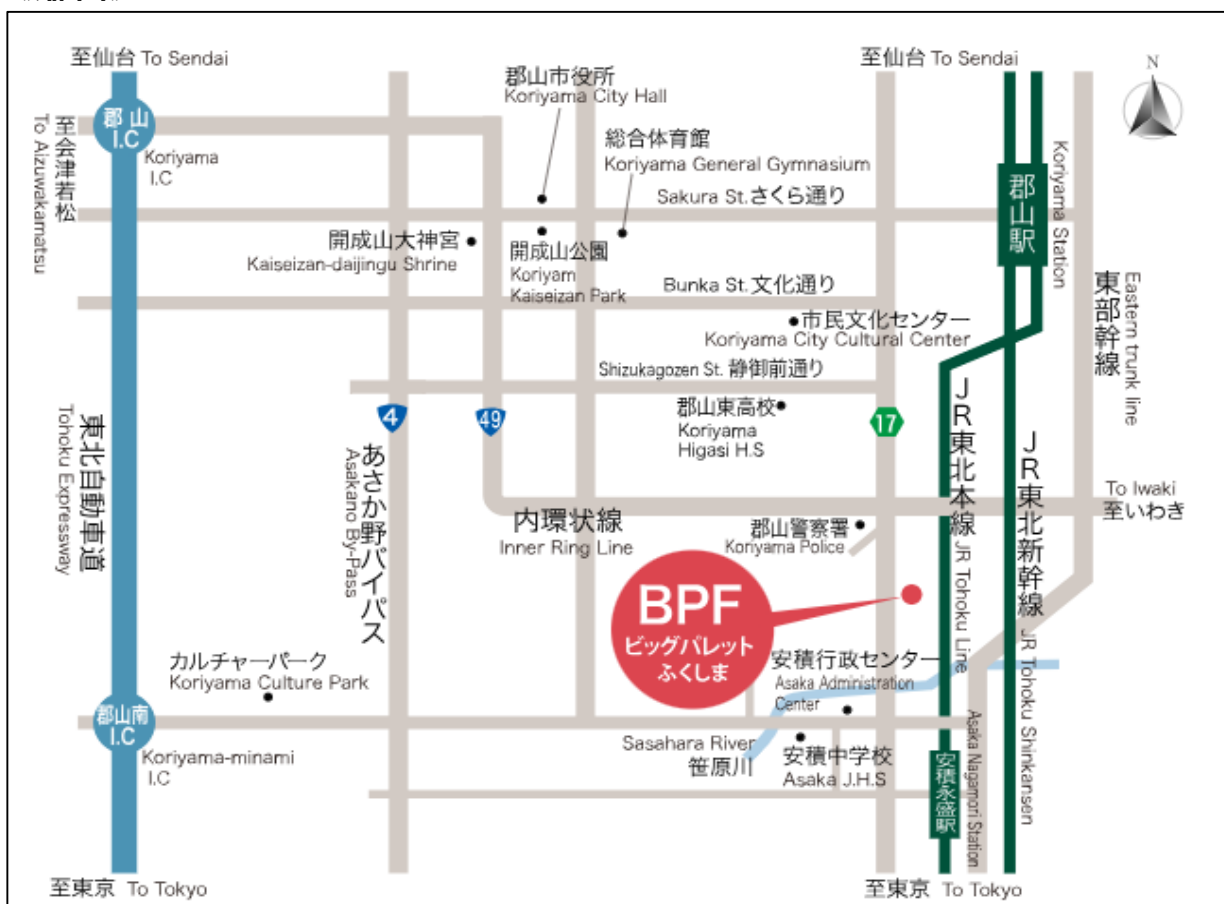 至仙台 To Sendai
至仙台 To Sendai
N
郡山市役所
Koriyama City Hall
郡山
I.C
Koriyama
I.C
至会津若松
To Aizuwakamatsu
総合体育館
Koriyama General Gymnasium
Sakura St.さくら通り
郡山駅
Koriyama Station
開成山大神宮
Kaiseizan-daijingu Shrine
開成山公園
Koriyam
Kaiseizan Park
Bunka St.文化通り
市民文化センター
Koriyama City Cultural Center
東部幹線
Eastern trunk line
Shizukagozen St. 静御前通り
4
49
17
郡山東高校
Koriyama
Higasi H.S
東北自動車道
Tohoku Expressway
あさか野バイパス
Asakano By-Pass
JR東北本線
JR Tohoku Line
JR東北新幹線
JR Tohoku Shinkansen
To Iwaki
至いわき
内環状線
Inner Ring Line
郡山警察署
Koriyama Police
BPF
ビッグパレット
ふくしま
カルチャーパーク
Koriyama Culture Park
安積行政センター
Asaka Administration
Center
郡山南
I.C
Koriyama-minami
I.C
Sasahara River
笹原川
安積中学校
Asaka J.H.S
安積永盛駅
Asaka Nagamori Station
至東京 To Tokyo
至東京 To Tokyo